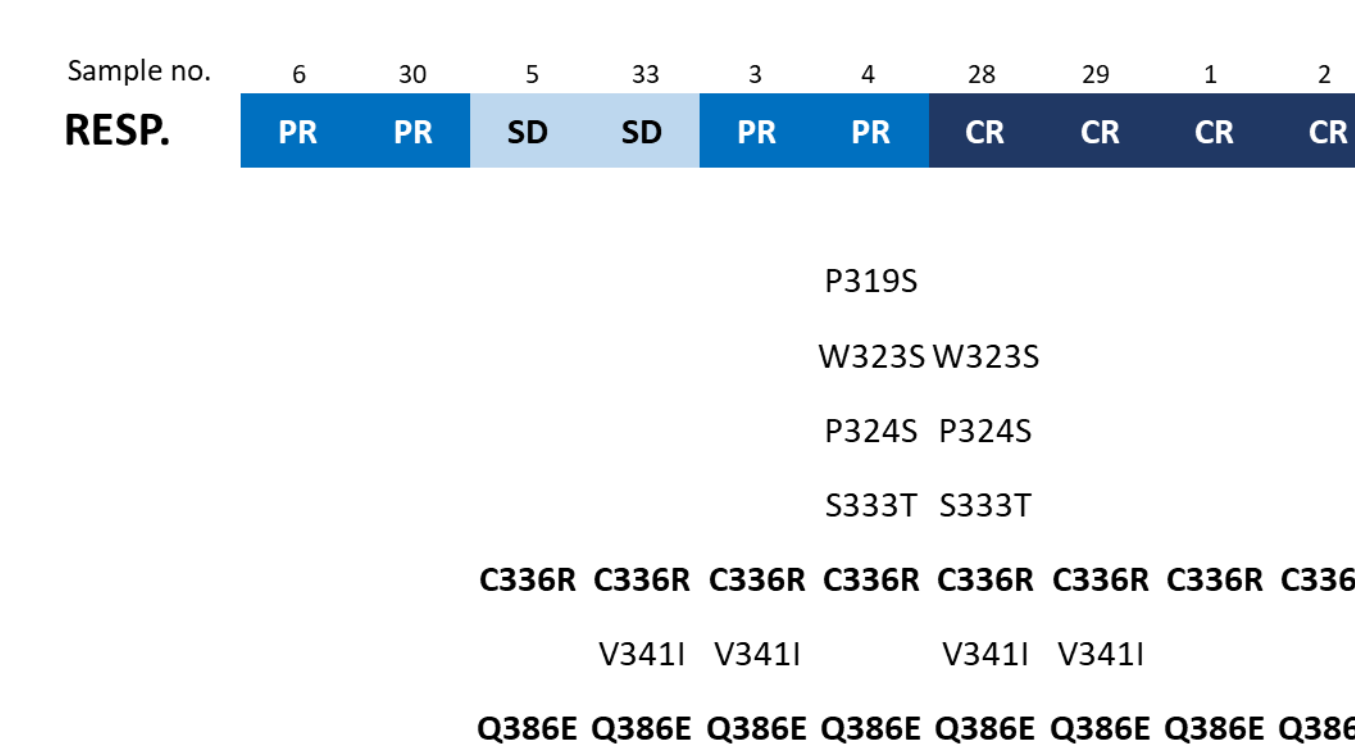 Sample no. 6 30 5 33 3 4 28 29 1 2
RESP. PR PR SD SD PR PR CR CR CR CR
P319S
W323S W323S
P324S P324S
S333T S333T
C336R C336R C336R C336R C336R C336R C336R C336
V341I V341I V341I V341I
Q386E Q386E Q386E Q386E Q386E Q386E Q386E Q386